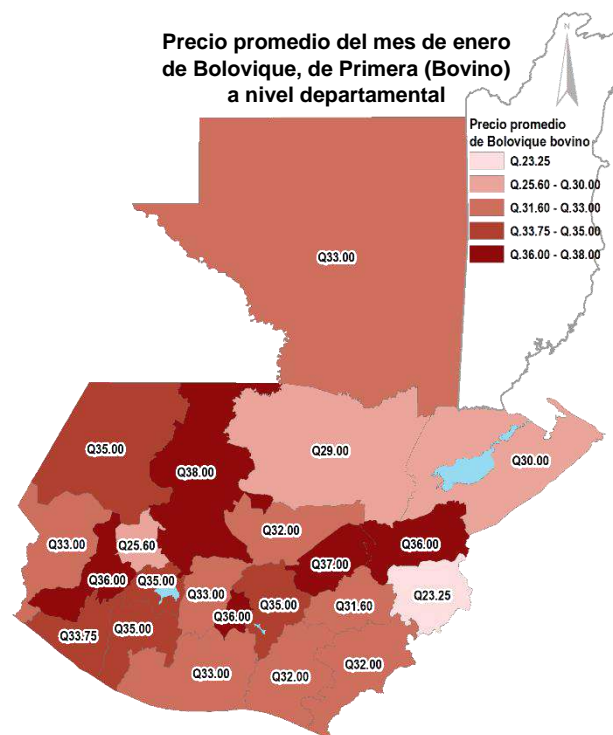 Precio promedio del mes de enero
de Bolovique, de Primera (Bovino)
a nivel departamental
N
Precio promedio
de Bolovique bovino
Q.23.25
Q.25.60 - Q.30.00
Q.31.60 - Q.33.00
Q.33.75 - Q.35.00
Q.36.00 - Q.38.00
Q33.00
Q35.00
Q38.00
Q29.00
Q30.00
Q33.00
Q25.60
Q32.00
Q36.00
Q37.00
Q36.00
Q35.00
Q33.00
Q35.00
Q31.60
Q23.25
Q33.75
Q35.00
Q36.00
Q33.00
Q32.00
Q32.00